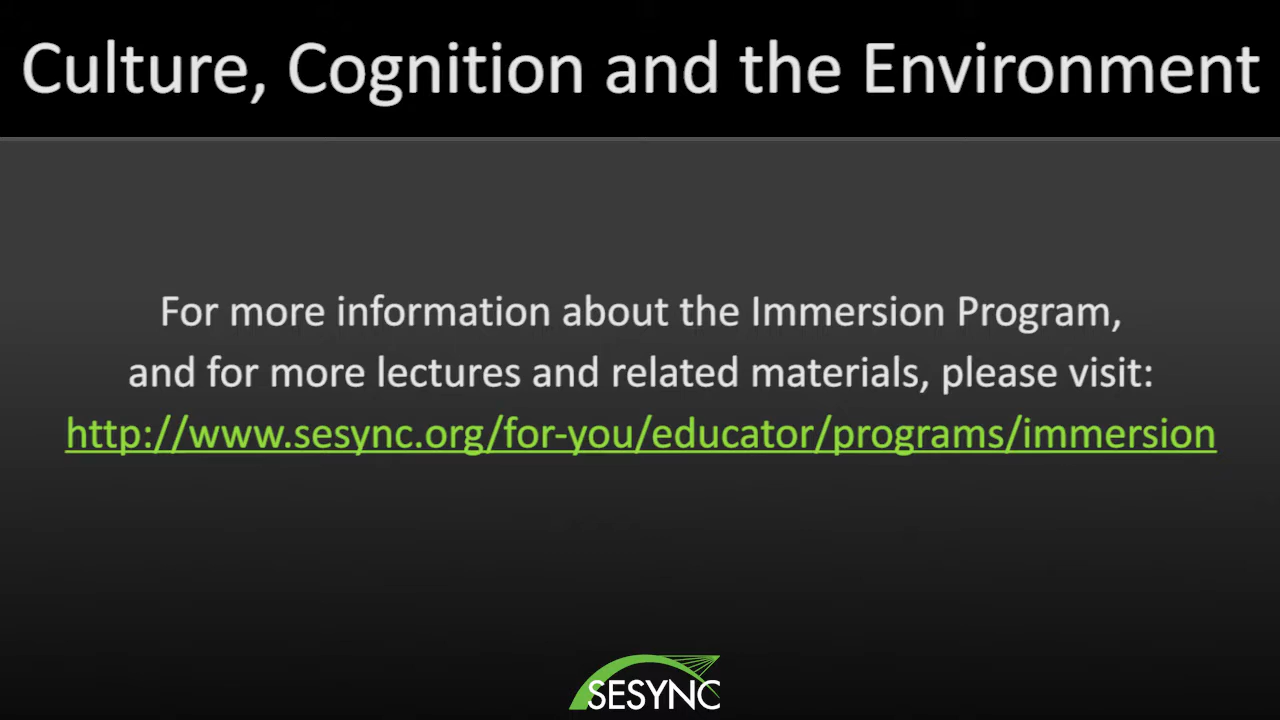 Culture, Cognition and the Environment
For more information about the Immersion Program,
and for more lectures and related materials, please visit:
http://www.sesync.org/for-you/educator/programs/immersion
SESYNC